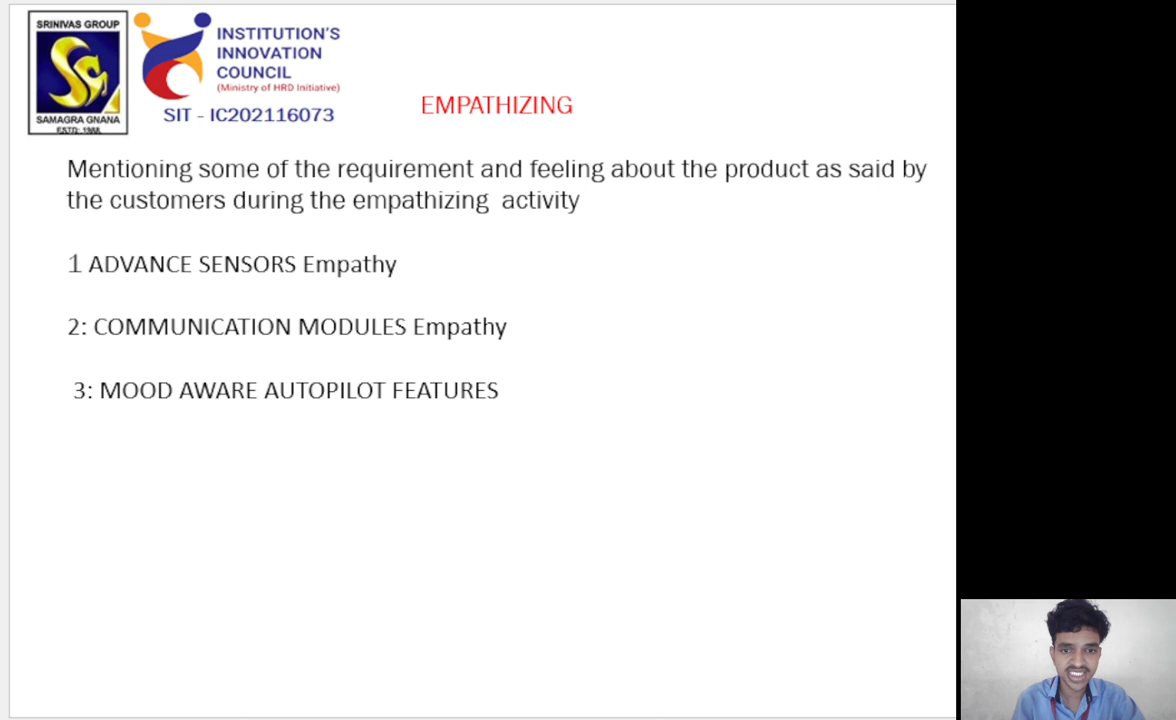 SRINIVAS GROUP
SAMAGRA GNANA
ESTD: 1988.
INSTITUTION'S
INNOVATION
COUNCIL
(Ministry of HRD Initiative)
SIT - IC202116073
EMPATHIZING
Mentioning some of the requirement and feeling about the product as said by
the customers during the empathizing activity
1 ADVANCE SENSORS Empathy
2: COMMUNICATION MODULES Empathy
3: MOOD AWARE AUTOPILOT FEATURES